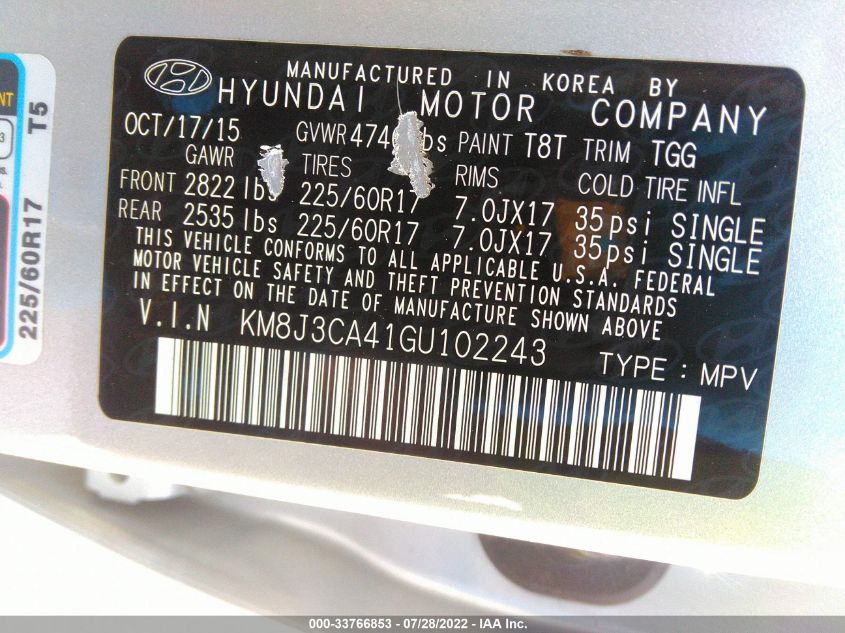 MANUFACTURED IN KOREA BY
HYUNDAI MOTOR COMPANY
OCT/17/15 GVWR PAINT T8T TRIM TGG
GAWR TIRES RIMS COLD TIRE INFL
FRONT 2822 lbs 225/60R17 7.0JX17 35psi SINGLE
REAR 2535 lbs 225/60R17 7.0JX17 35psi SINGLE
THIS VEHICLE CONFORMS TO ALL APPLICABLE U.S.A. FEDERAL
MOTOR VEHICLE SAFETY AND THEFT PREVENTION STANDARDS
IN EFFECT ON THE DATE OF MANUFACTURE SHOWN ABOVE
V.I.N KM8J3CA41GU102243 TYPE : MPV
T5
225/60R17
000-33766853 / 07/28/2022 - IAA Inc.